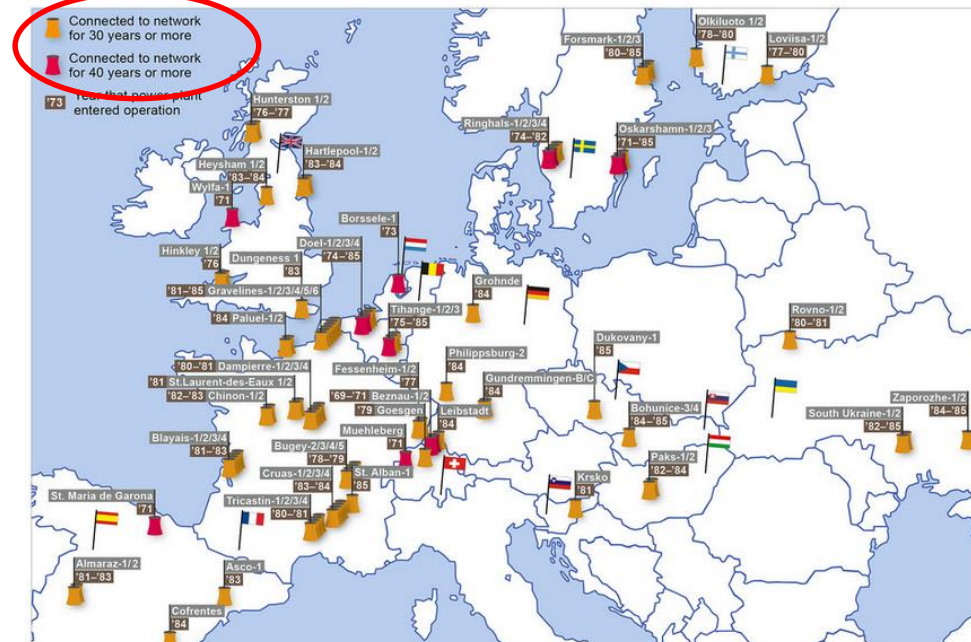 Connected to network
for 30 years or more
Connected to network
for 40 years or more
'73
Year that power plant
entered operation
Olkiluoto 1/2
'78–'80
Forsmark-1/2/3
'80–'85
Loviisa-1/2
'77–'80
Hunterston 1/2
'76–'77
Ringhals-1/2/3/4
'74–'82
Oskarshamn-1/2/3
'71–'85
Hartlepool-1/2
'83–'84
Heysham 1/2
'83–'84
Wylfa-1
'71
Borssele-1
'73
Doel-1/2/3/4
'74–'85
Hinkley 1/2
'76
Dungeness 1
'83
Grohnde
'84
'81–'85 Gravelines-1/2/3/4/5/6
Tihange-1/2/3
'75–'85
Rovno-1/2
'80–'81
'84 Paluel-1/2
Dukovany-1
'85
Philippsburg-2
'84
'80–'81 Dampierre-1/2/3/4
Fessenheim-1/2
'77
Gundremmingen-B/C
'84
'81 St.Laurent-des-Eaux 1/2
'82–'83 Chinon-1/2
'69–'71 Beznau-1/2
'79 Goesgen
Leibstadt
'84
Zaporozhe-1/2
'84–'85
Bohunice-3/4
'84–'85
South Ukraine-1/2
'82–'85
Muehleberg
'71
Blayais-1/2/3/4
'81–'83
Bugey-2/3/4/5
'78–'79
Paks-1/2
'82–'84
Cruas-1/2/3/4
'83–'84
St. Alban-1
'85
Krsko
'81
St. Maria de Garona
'71
Tricastin-1/2/3/4
'80–'81
Almaraz-1/2
'81–'83
Asco-1
'83
Cofrentes
'84